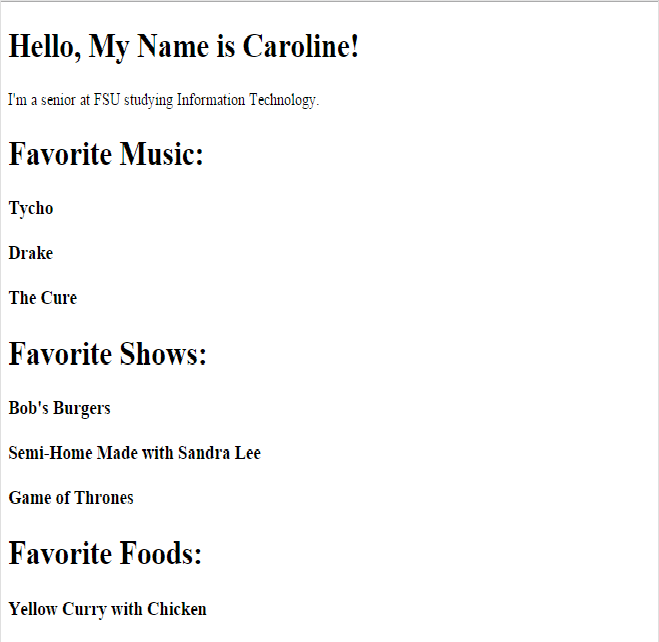 Hello, My Name is Caroline!
I'm a senior at FSU studying Information Technology.
Favorite Music:
Tycho
Drake
The Cure
Favorite Shows:
Bob's Burgers
Semi-Home Made with Sandra Lee
Game of Thrones
Favorite Foods:
Yellow Curry with Chicken